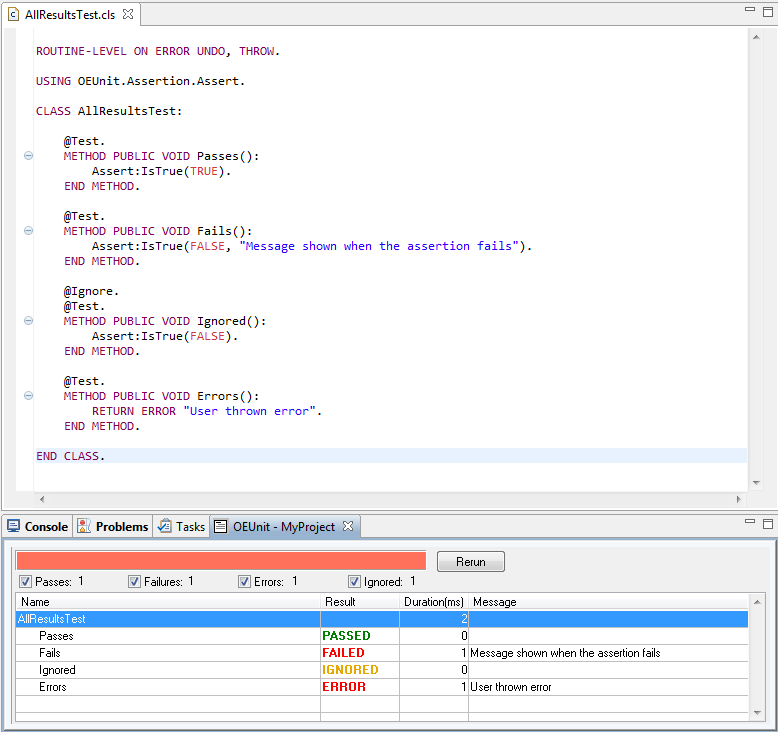 AllResultsTest.cls
ROUTINE-LEVEL ON ERROR UNDO, THROW.
USING OEUnit.Assertion.Assert.
CLASS AllResultsTest:
@Test.
METHOD PUBLIC VOID Passes():
Assert:IsTrue(TRUE).
END METHOD.
@Test.
METHOD PUBLIC VOID Fails():
Assert:IsTrue(FALSE, "Message shown when the assertion fails").
END METHOD.
@Ignore.
@Test.
METHOD PUBLIC VOID Ignored():
Assert:IsTrue(FALSE).
END METHOD.
@Test.
METHOD PUBLIC VOID Errors():
RETURN ERROR "User thrown error".
END METHOD.
END CLASS.
Console Problems Tasks OEUnit - MyProject
Rerun
Passes: 1 Failures: 1 Errors: 1 Ignored: 1
Name Result Duration(ms) Message
AllResultsTest 2
Passes PASSED 0
Fails FAILED 1 Message shown when the assertion fails
Ignored IGNORED 0
Errors ERROR 1 User thrown error